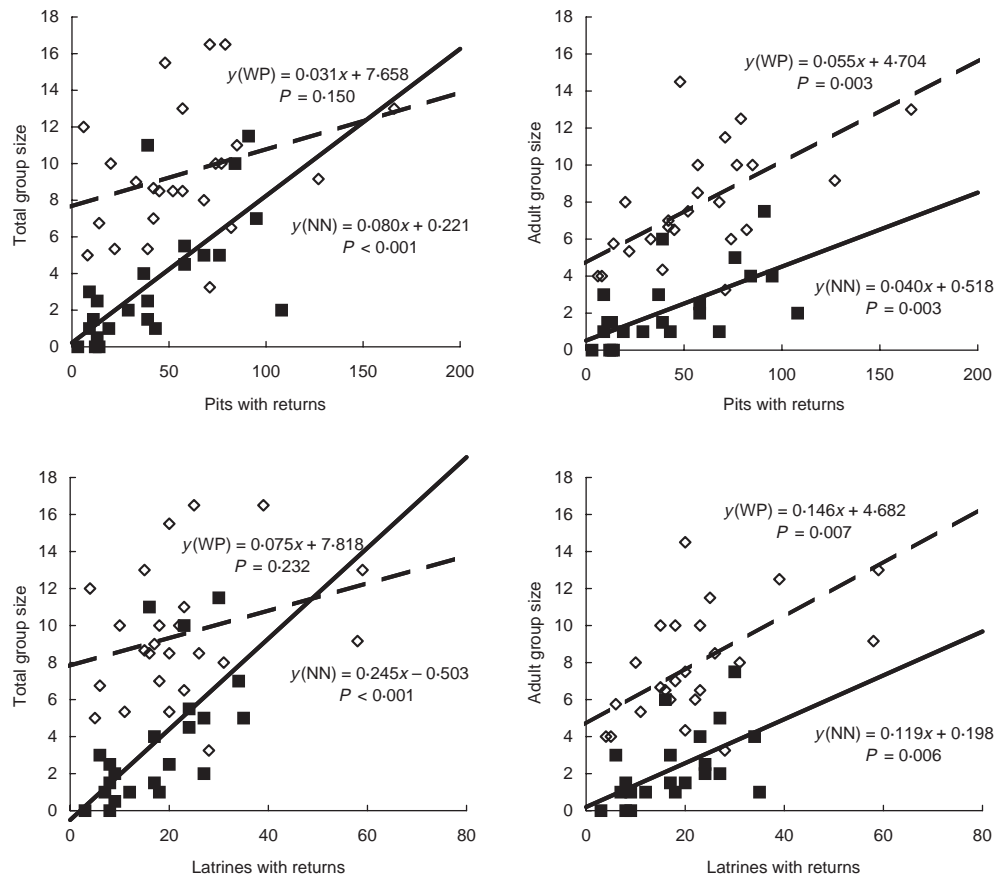 18
16
14
12
10
8
6
4
2
0
Total group size
y(WP) = 0·031x + 7·658
P = 0·150
y(NN) = 0·080x + 0·221
P < 0·001
0 50 100 150 200
Pits with returns
18
16
14
12
10
8
6
4
2
0
Adult group size
y(WP) = 0·055x + 4·704
P = 0·003
y(NN) = 0·040x + 0·518
P = 0·003
0 50 100 150 200
Pits with returns
18
16
14
12
10
8
6
4
2
0
Total group size
y(WP) = 0·075x + 7·818
P = 0·232
y(NN) = 0·245x – 0·503
P < 0·001
0 20 40 60 80
Latrines with returns
18
16
14
12
10
8
6
4
2
0
Adult group size
y(WP) = 0·146x + 4·682
P = 0·007
y(NN) = 0·119x + 0·198
P = 0·006
0 20 40 60 80
Latrines with returns